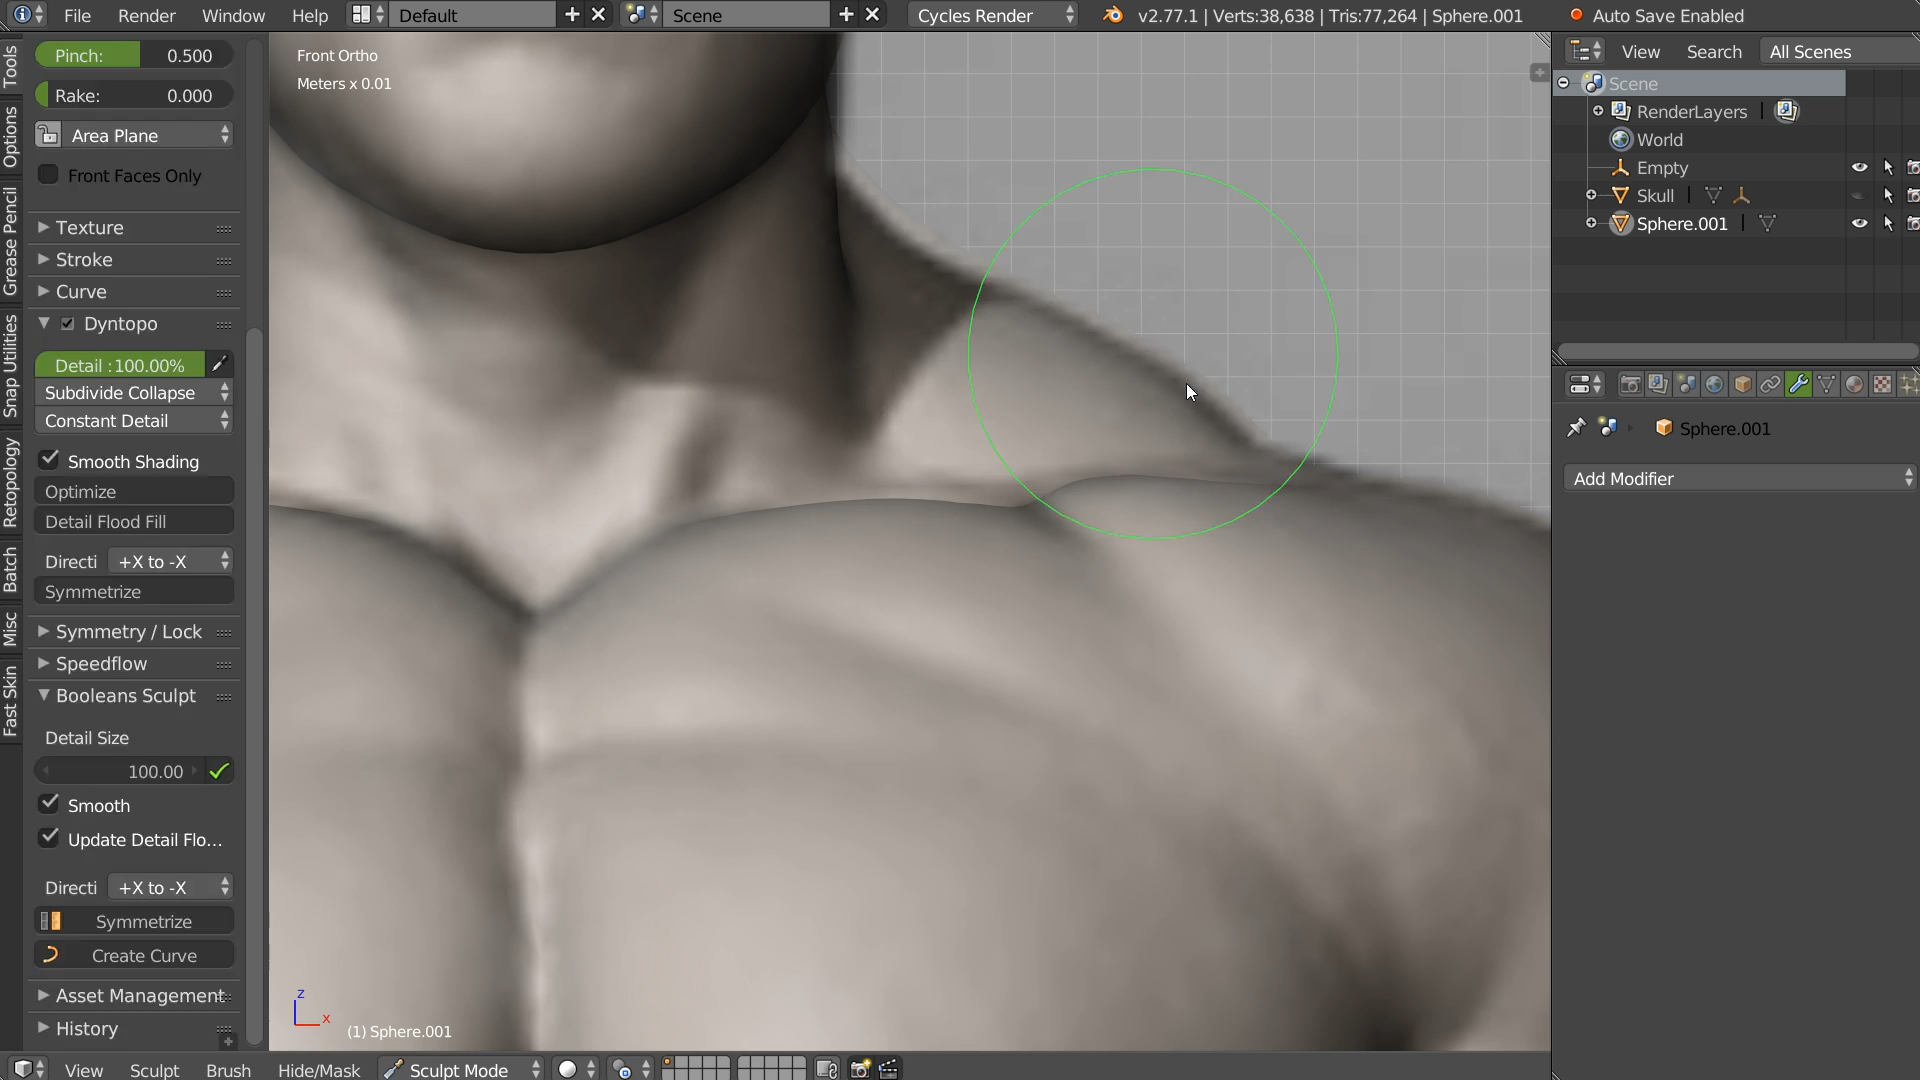 File Render Window Help Default Scene Cycles Render v2.77.1 | Verts:38,638 | Tris:77,264 | Sphere.001 Auto Save Enabled
Tools
Options
Grease Pencil
Snap Utilities
Retopology
Batch
Misc
Fast Skin
Pinch: 0.500
Rake: 0.000
Area Plane
Front Faces Only
Texture
Stroke
Curve
Dyntopo
Detail : 100.00%
Subdivide Collapse
Constant Detail
Smooth Shading
Optimize
Detail Flood Fill
Directi +X to -X
Symmetrize
Symmetry / Lock
Speedflow
Booleans Sculpt
Detail Size
100.00
Smooth
Update Detail Flo...
Directi +X to -X
Symmetrize
Create Curve
Asset Management
History
Front Ortho
Meters x 0.01
z
x
(1) Sphere.001
View Sculpt Brush Hide/Mask Sculpt Mode
View Search All Scenes
Scene
RenderLayers
World
Empty
Skull
Sphere.001
Sphere.001
Add Modifier